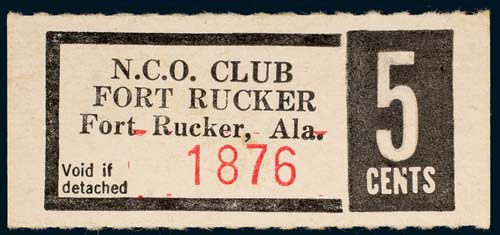 N.C.O. CLUB
FORT RUCKER
Fort Rucker, Ala.
1876
Void if
detached
5
CENTS